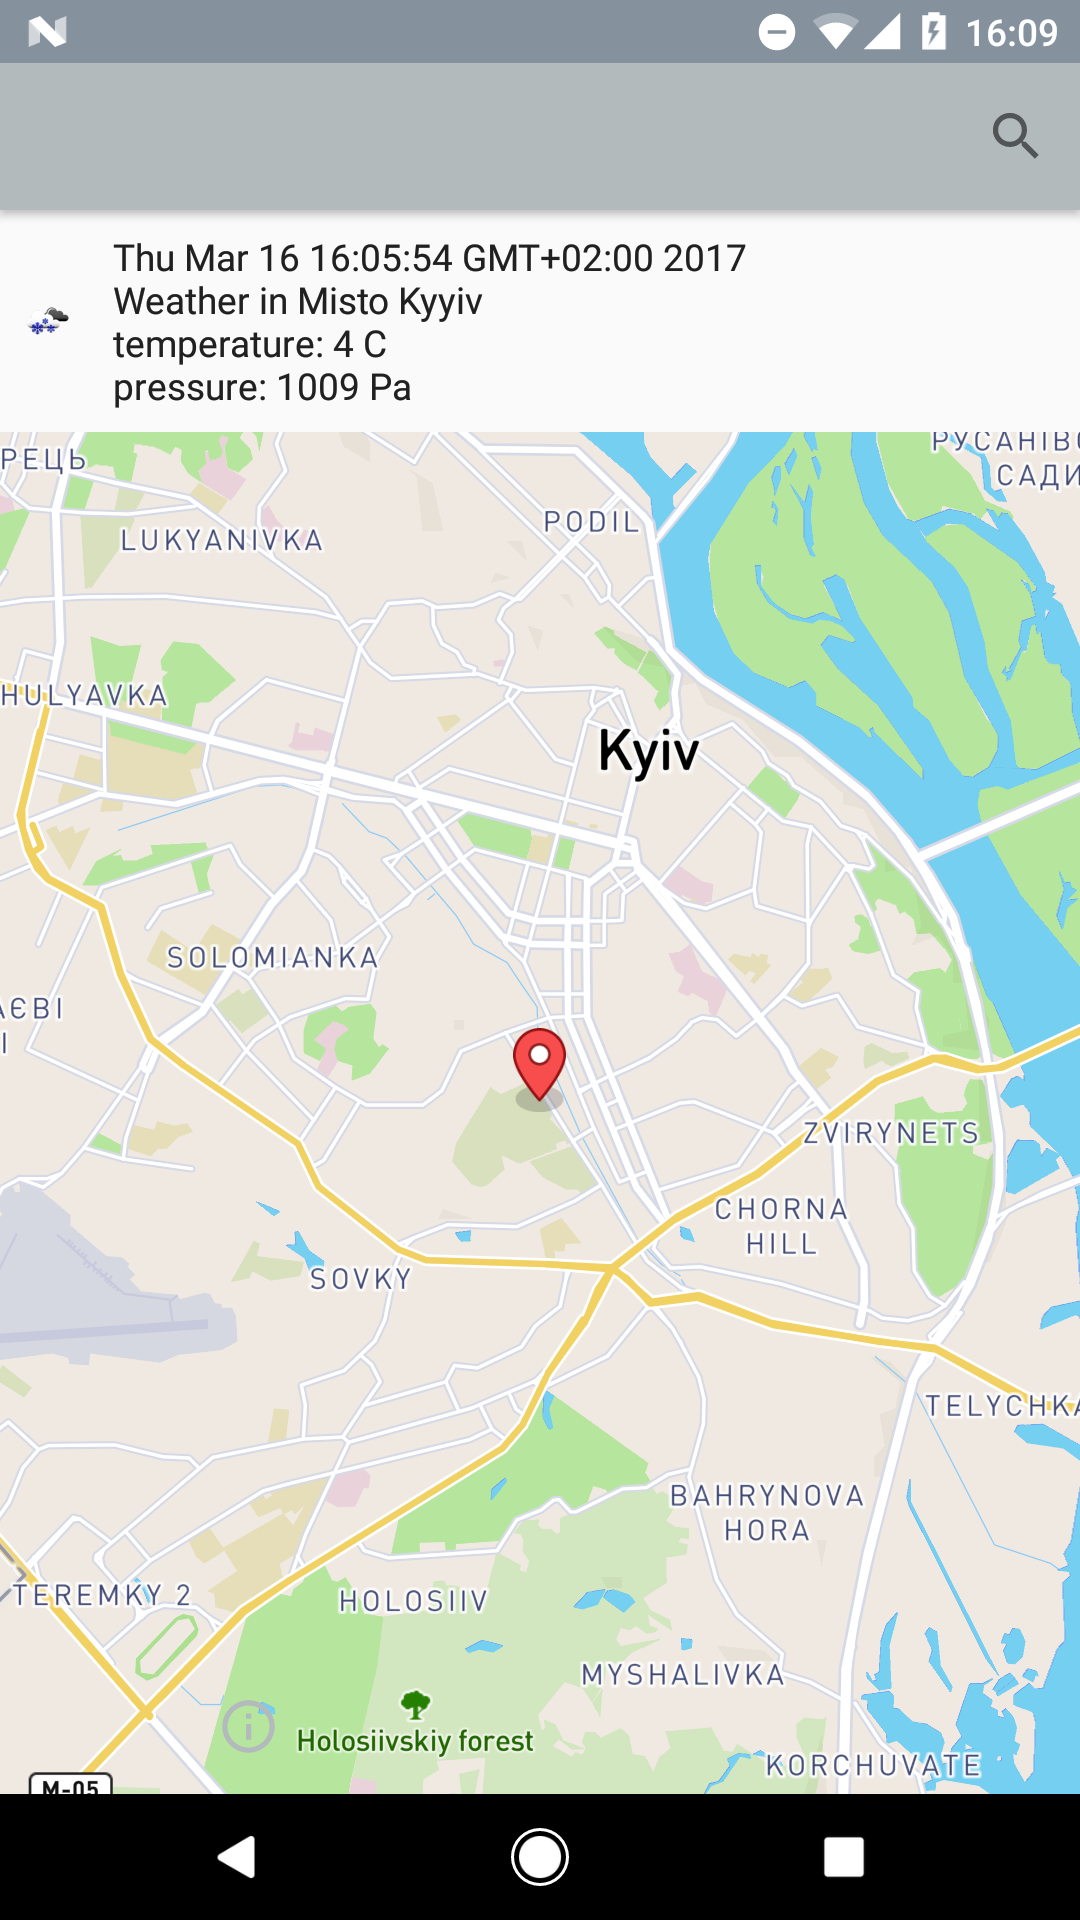 16:09
Thu Mar 16 16:05:54 GMT+02:00 2017
Weather in Misto Kyyiv
temperature: 4 C
pressure: 1009 Pa
РЕЦЬ
САДИ
PODIL
LUKYANIVKA
HULYAVKA
Kyiv
SOLOMIANKA
АЄВІ
І
ZVIRYNETS
CHORNA
HILL
SOVKY
TELYCHKA
BAHRYNOVA
HORA
TEREMKY 2
HOLOSIIV
MYSHALIVKA
Holosiivskiy forest
KORCHUVATE
M-05